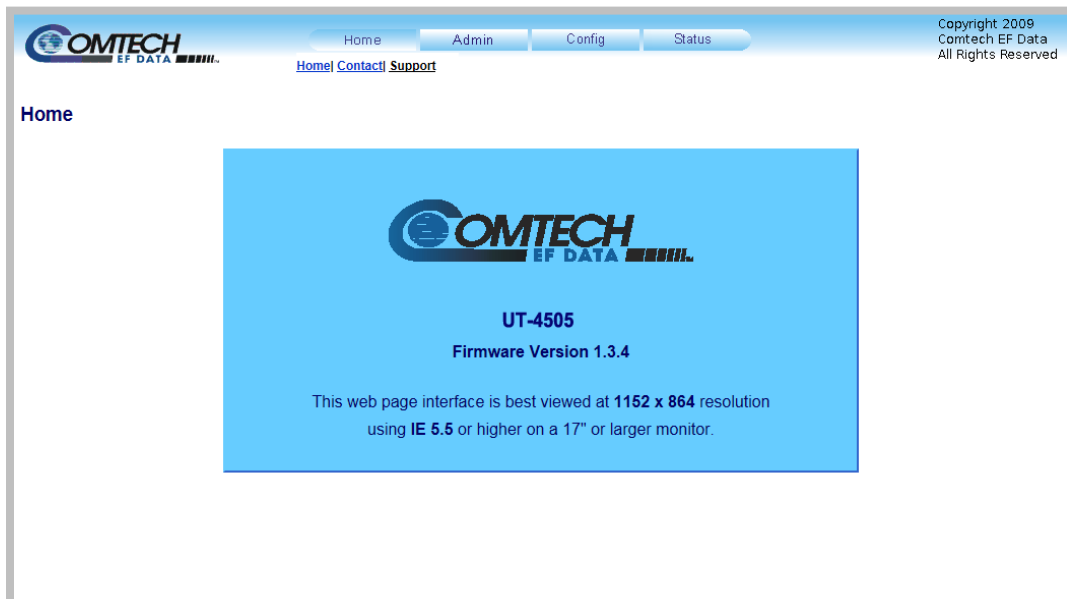 COMTECH
EF DATA
Home Admin Config Status
Copyright 2009
Comtech EF Data
All Rights Reserved
Home| Contact| Support
Home
COMTECH
EF DATA
UT-4505
Firmware Version 1.3.4
This web page interface is best viewed at 1152 x 864 resolution
using IE 5.5 or higher on a 17" or larger monitor.